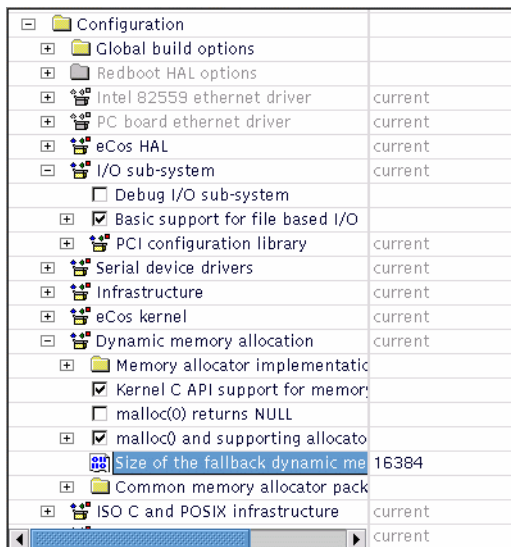 Configuration
Global build options
Redboot HAL options
Intel 82559 ethernet driver current
PC board ethernet driver current
eCos HAL current
I/O sub-system current
Debug I/O sub-system
Basic support for file based I/O
PCI configuration library current
Serial device drivers current
Infrastructure current
eCos kernel current
Dynamic memory allocation current
Memory allocator implementatic
Kernel C API support for memory
malloc(0) returns NULL
malloc() and supporting allocato
Size of the fallback dynamic me 16384
Common memory allocator pack
ISO C and POSIX infrastructure current
current